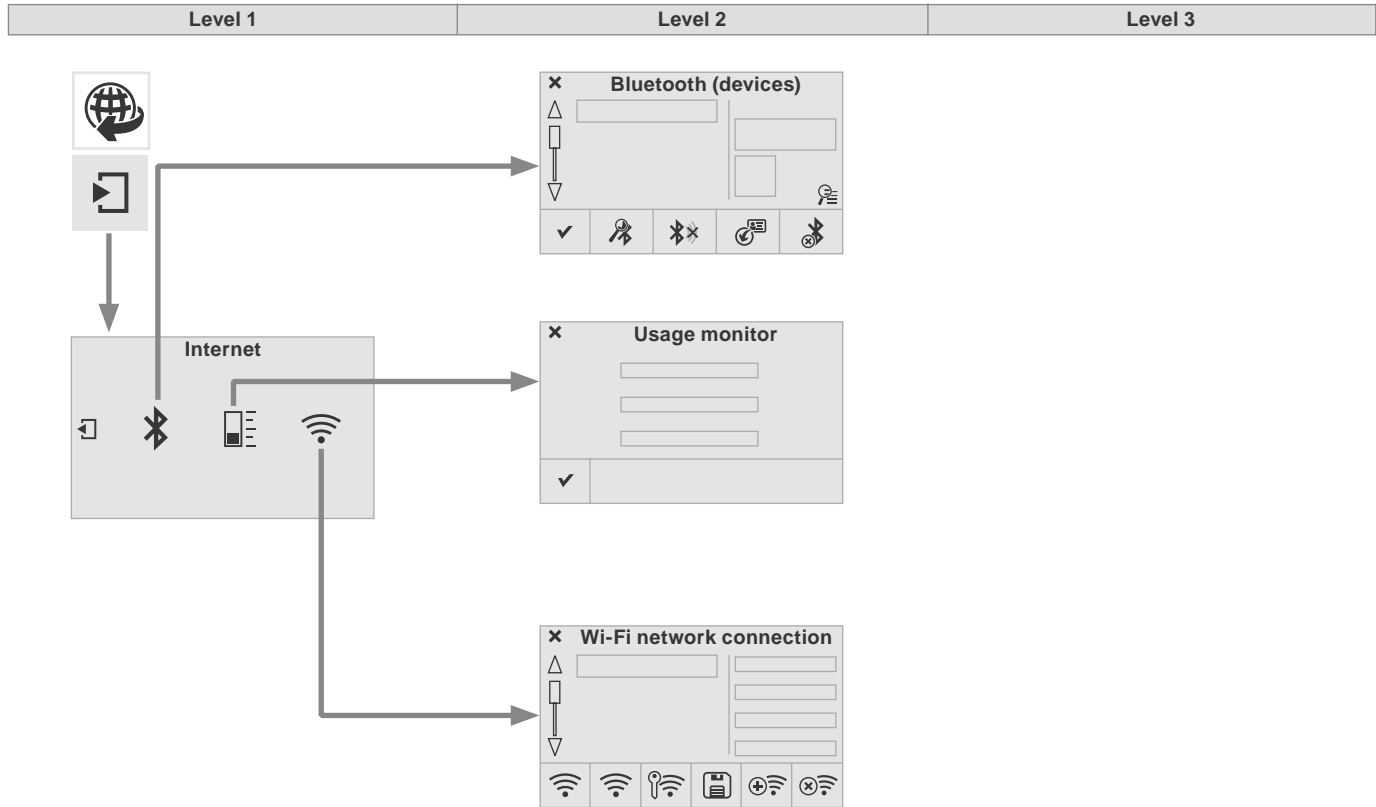 Level 1
Level 2
Level 3
Bluetooth (devices)
Internet
Usage monitor
Wi-Fi network connection